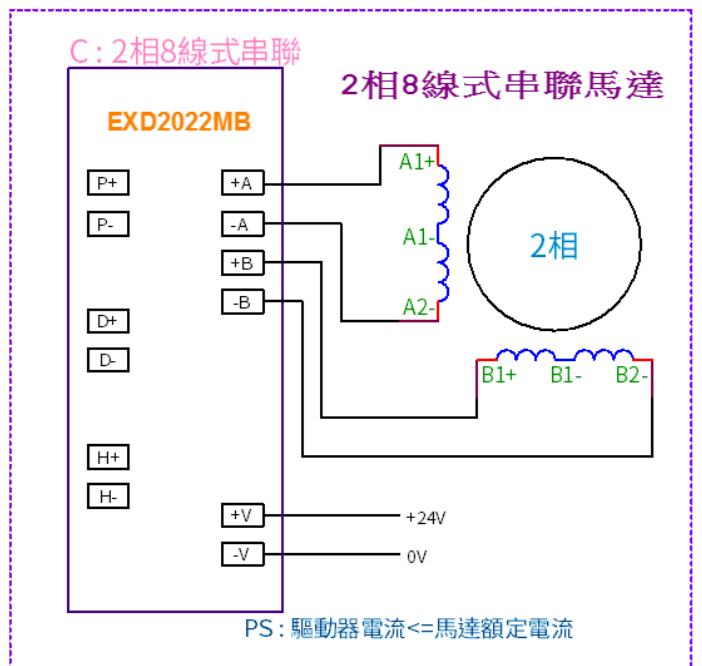 C : 2相8線式串聯
2相8線式串聯馬達
EXD2022MB
P+
+A
A1+
P-
-A
A1-
2相
+B
-B
A2-
D+
D-
B1+
B1-
B2-
H+
H-
+V
+24V
-V
0V
PS : 驅動器電流<=馬達額定電流